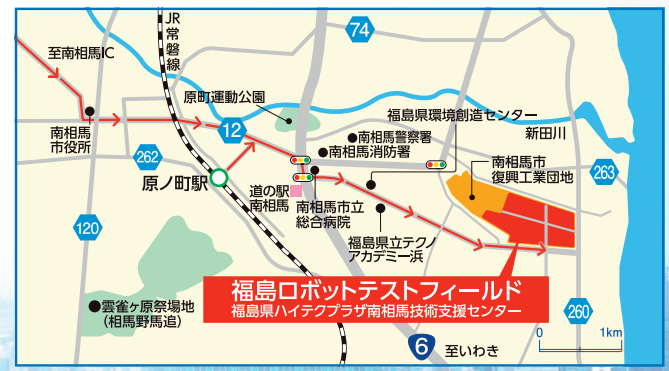 至南相馬IC
JR常磐線
74
原町運動公園
福島県環境創造センター
南相馬
市役所
12
南相馬警察署
南相馬消防署
新田川
262
原ノ町駅
道の駅
南相馬
南相馬市立
総合病院
南相馬市
復興工業団地
263
120
福島県立テクノ
アカデミー浜
雲雀ヶ原祭場地
(相馬野馬追)
福島ロボットテストフィールド
福島県ハイテクプラザ南相馬技術支援センター
260
6
至いわき
0 1km